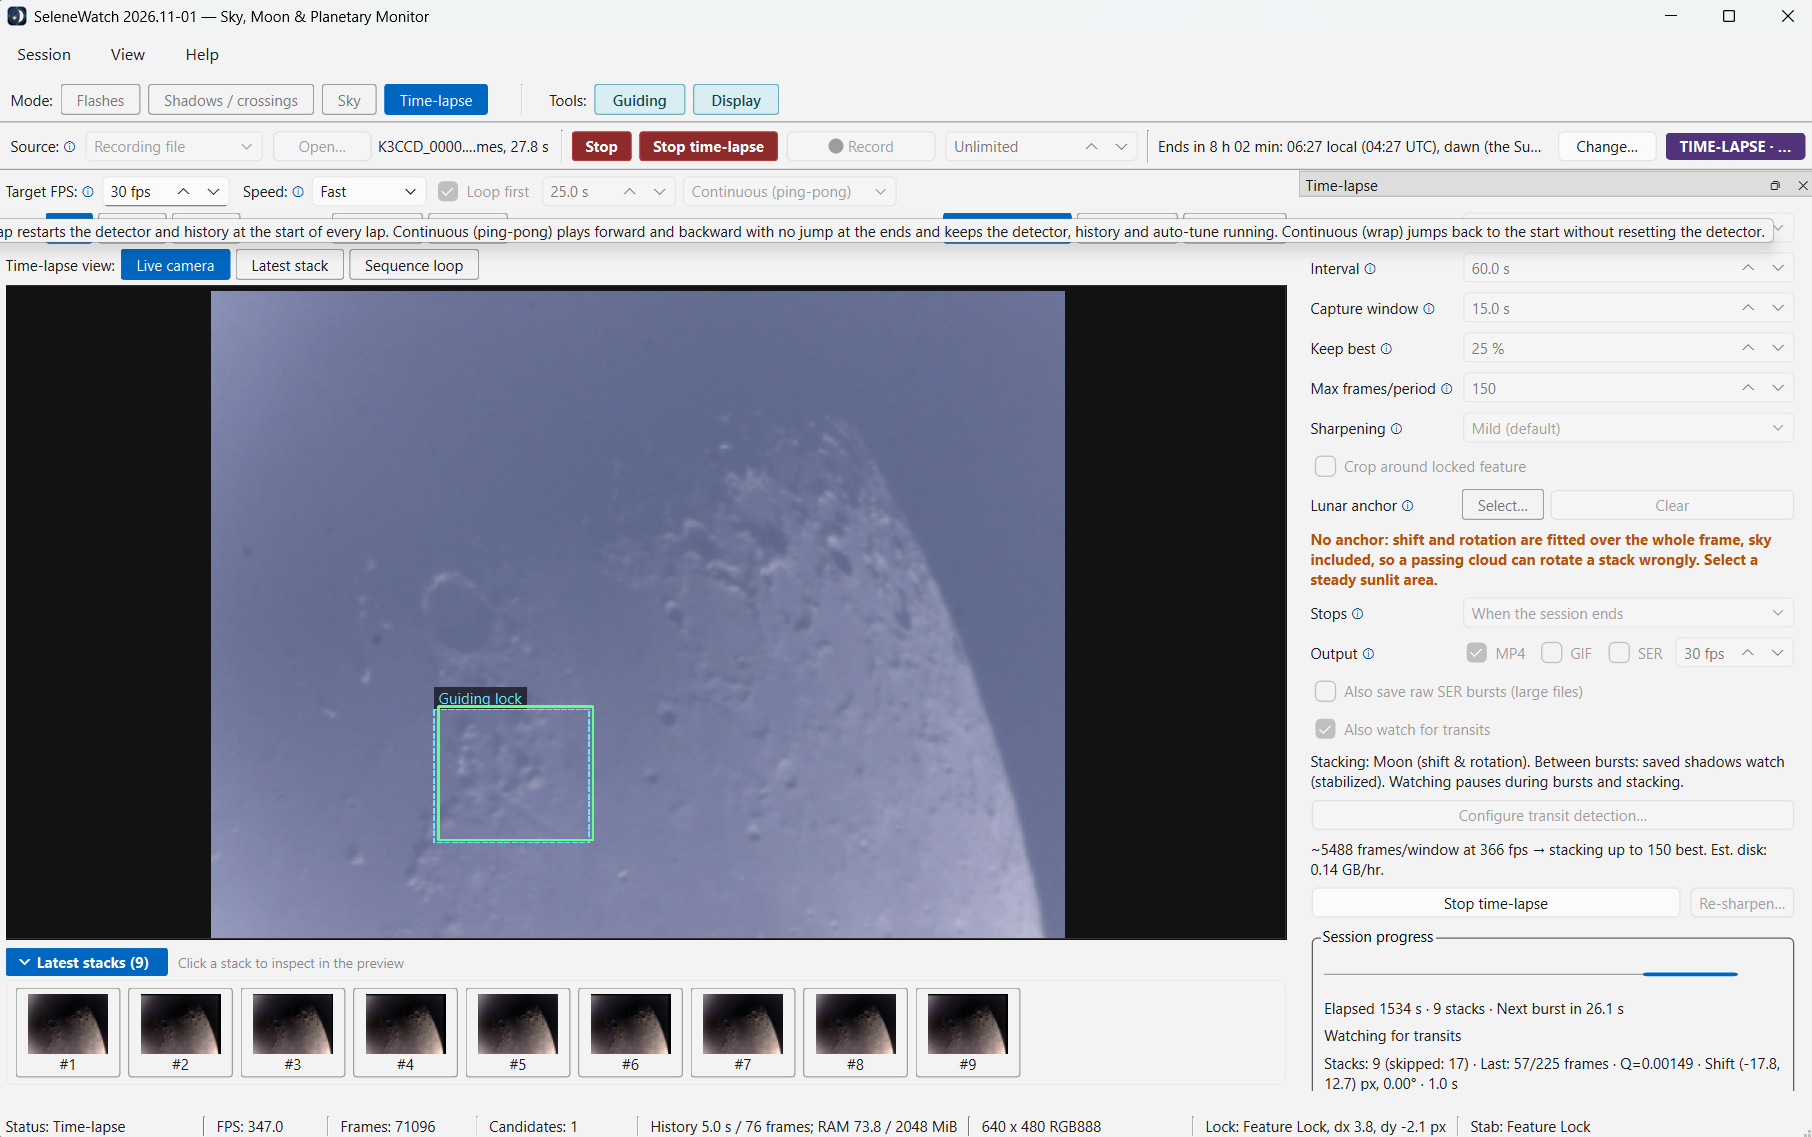 SeleneWatch 2026.11-01 — Sky, Moon & Planetary Monitor
Session View Help
Mode: Flashes Shadows / crossings Sky Time-lapse Tools: Guiding Display
Source: Recording file Open... K3CCD_0000....mes, 27.8 s Stop Stop time-lapse Record Unlimited Ends in 8 h 02 min: 06:27 local (04:27 UTC), dawn (the Su... Change... TIME-LAPSE · ...
Target FPS: 30 fps Speed: Fast Loop first 25.0 s Continuous (ping-pong)
Time-lapse
ap restarts the detector and history at the start of every lap. Continuous (ping-pong) plays forward and backward with no jump at the ends and keeps the detector, history and auto-tune running. Continuous (wrap) jumps back to the start without resetting the detector.
Time-lapse view: Live camera Latest stack Sequence loop
Guiding lock
Interval 60.0 s
Capture window 15.0 s
Keep best 25 %
Max frames/period 150
Sharpening Mild (default)
Crop around locked feature
Lunar anchor Select... Clear
No anchor: shift and rotation are fitted over the whole frame, sky
included, so a passing cloud can rotate a stack wrongly. Select a
steady sunlit area.
Stops When the session ends
Output MP4 GIF SER 30 fps
Also save raw SER bursts (large files)
Also watch for transits
Stacking: Moon (shift & rotation). Between bursts: saved shadows watch
(stabilized). Watching pauses during bursts and stacking.
Configure transit detection...
~5488 frames/window at 366 fps → stacking up to 150 best. Est. disk:
0.14 GB/hr.
Stop time-lapse Re-sharpen...
Session progress
Elapsed 1534 s · 9 stacks · Next burst in 26.1 s
Watching for transits
Stacks: 9 (skipped: 17) · Last: 57/225 frames · Q=0.00149 · Shift (-17.8,
12.7) px, 0.00° · 1.0 s
Latest stacks (9) Click a stack to inspect in the preview
#1 #2 #3 #4 #5 #6 #7 #8 #9
Status: Time-lapse FPS: 347.0 Frames: 71096 Candidates: 1 History 5.0 s / 76 frames; RAM 73.8 / 2048 MiB 640 x 480 RGB888 Lock: Feature Lock, dx 3.8, dy -2.1 px Stab: Feature Lock